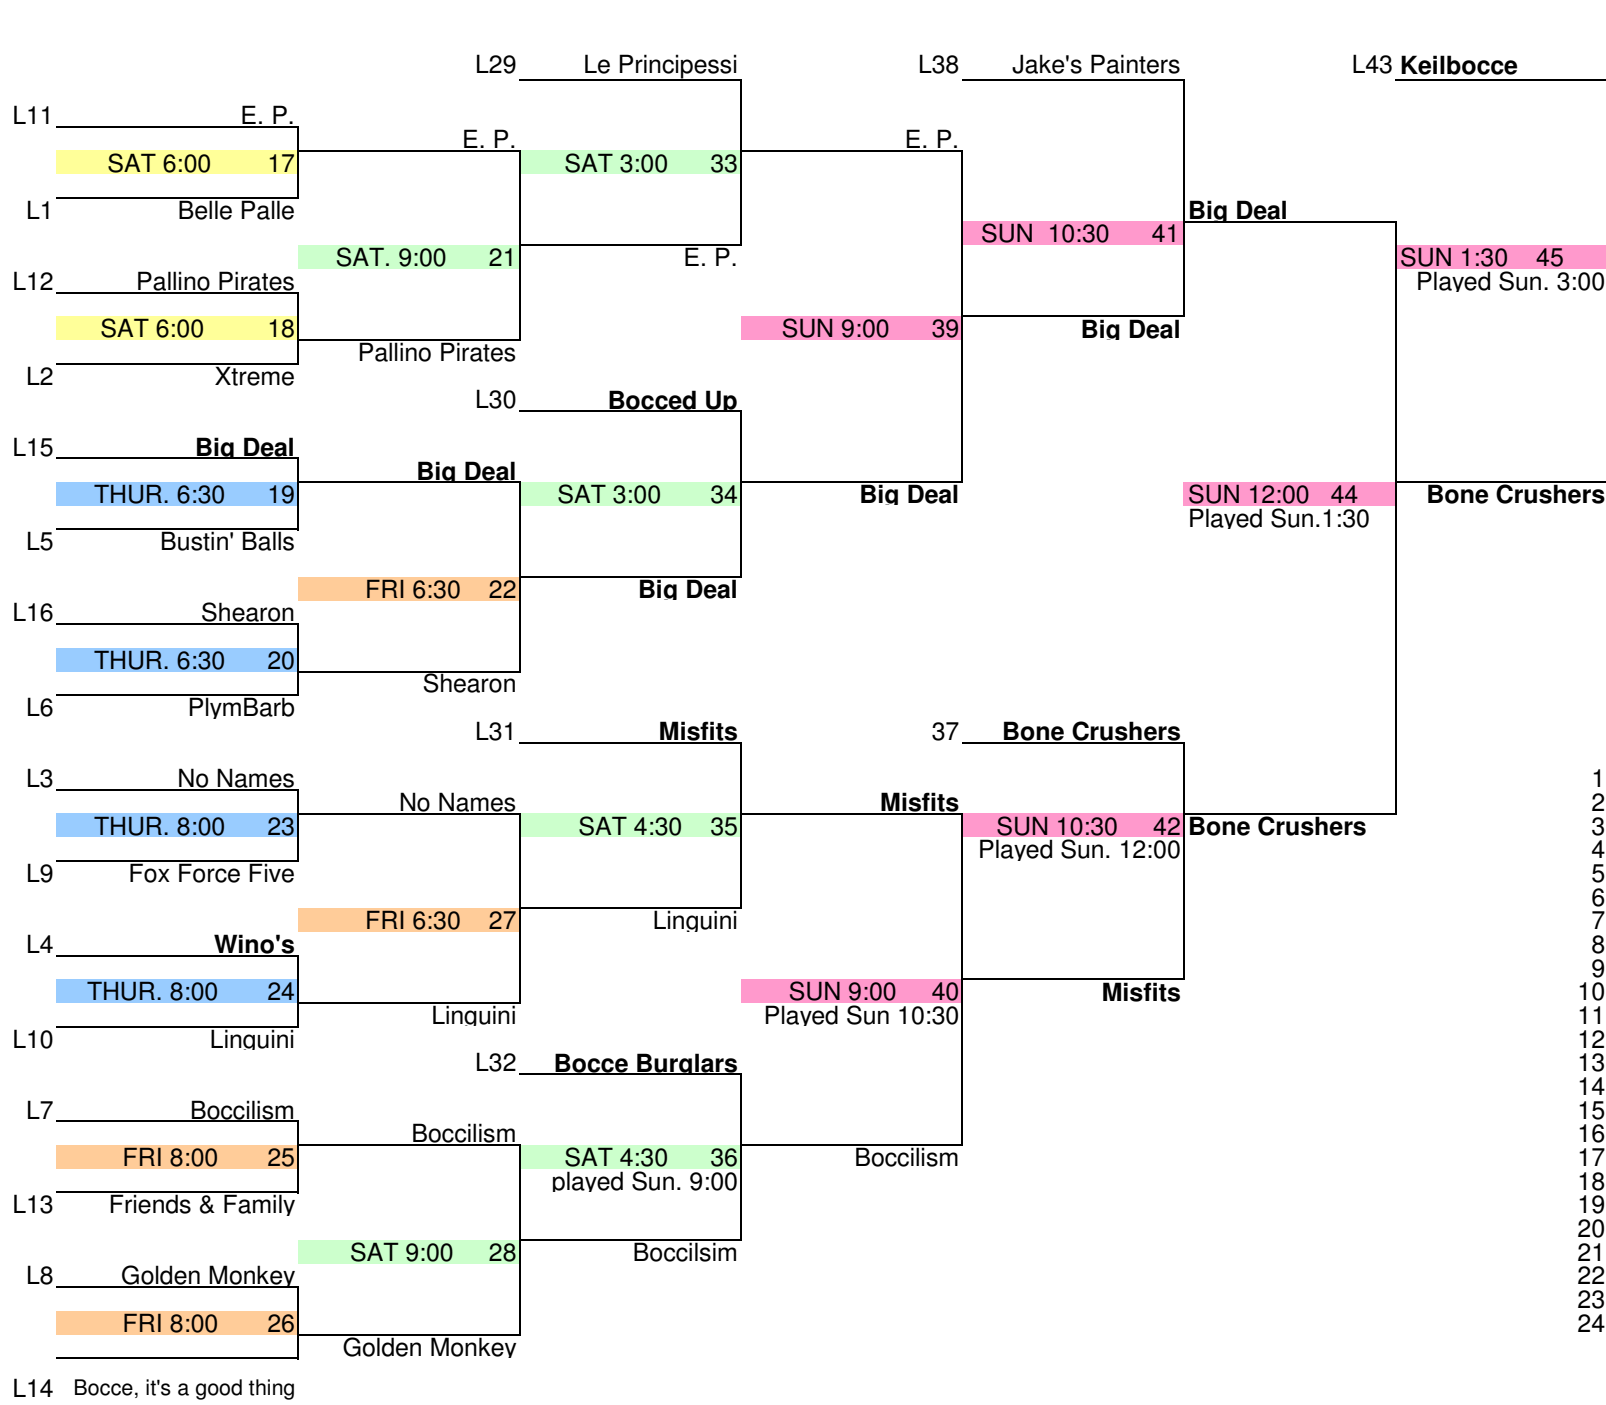 L29 Le Principessi L38 Jake's Painters L43 Keilbocce
L11 E. P.
E. P. E. P.
SAT 6:00 17 SAT 3:00 33
L1 Belle Palle Big Deal
SUN 10:30 41
SAT. 9:00 21 E. P. SUN 1:30 45
L12 Pallino Pirates Played Sun. 3:00
SAT 6:00 18 SUN 9:00 39 Big Deal
Pallino Pirates
L2 Xtreme
L30 Bocced Up
L15 Big Deal
Big Deal
THUR. 6:30 19 SAT 3:00 34 Big Deal SUN 12:00 44 Bone Crushers
Played Sun.1:30
L5 Bustin' Balls
FRI 6:30 22 Big Deal
L16 Shearon
THUR. 6:30 20
Shearon
L6 PlymBarb
L31 Misfits 37 Bone Crushers
L3 No Names 1
No Names Misfits 2
THUR. 8:00 23 SAT 4:30 35 SUN 10:30 42 Bone Crushers 3
Played Sun. 12:00 4
L9 Fox Force Five 5
6
FRI 6:30 27 Linguini 7
L4 Wino's 8
9
THUR. 8:00 24 SUN 9:00 40 Misfits 10
Linguini Played Sun 10:30 11
L10 Linguini 12
L32 Bocce Burglars 13
14
L7 Boccilism 15
Boccilism 16
FRI 8:00 25 SAT 4:30 36 Boccilism 17
played Sun. 9:00 18
L13 Friends & Family 19
20
SAT 9:00 28 Boccilsim 21
L8 Golden Monkey 22
23
FRI 8:00 26 24
Golden Monkey
L14 Bocce, it's a good thing